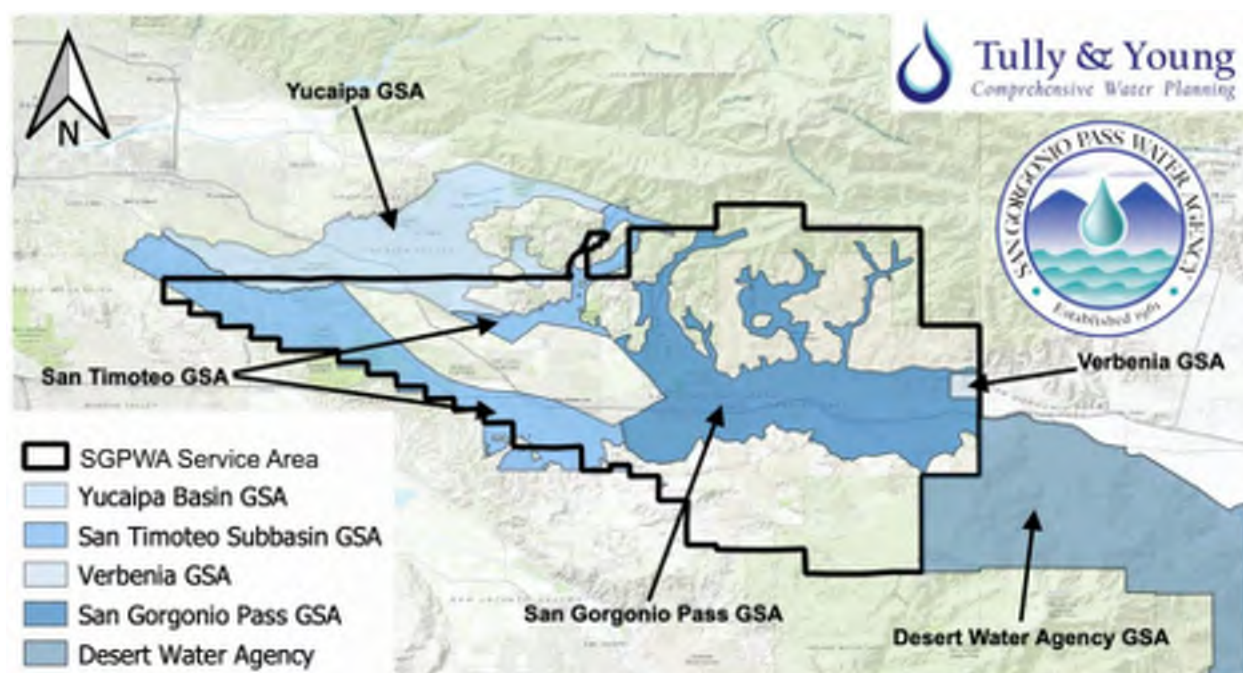 N
Yucaipa GSA
Tully & Young
Comprehensive Water Planning
SAN GORGONIO PASS WATER AGENCY
Established 1961
San Timoteo GSA
Verbenia GSA
SGPWA Service Area
Yucaipa Basin GSA
San Timoteo Subbasin GSA
Verbenia GSA
San Gorgonio Pass GSA
Desert Water Agency
San Gorgonio Pass GSA
Desert Water Agency GSA